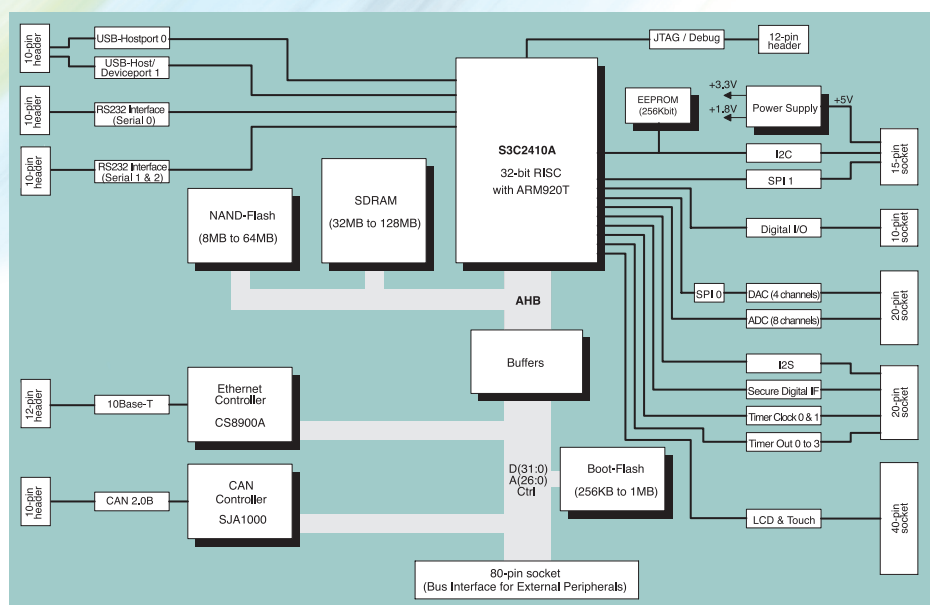 10-pin
header
USB-Hostport 0
USB-Host/
Deviceport 1
10-pin
header
RS232 Interface
(Serial 0)
10-pin
header
RS232 Interface
(Serial 1 & 2)
JTAG / Debug
12-pin
header
S3C2410A
32-bit RISC
with ARM920T
EEPROM
(256Kbit)
+3.3V
+1.8V
Power Supply
+5V
I2C
SPI 1
15-pin
socket
Digital I/O
10-pin
socket
SPI 0
DAC (4 channels)
ADC (8 channels)
20-pin
socket
I2S
Secure Digital IF
Timer Clock 0 & 1
Timer Out 0 to 3
20-pin
socket
LCD & Touch
40-pin
socket
NAND-Flash
(8MB to 64MB)
SDRAM
(32MB to 128MB)
AHB
Buffers
12-pin
header
10Base-T
Ethernet
Controller
CS8900A
10-pin
header
CAN 2.0B
CAN
Controller
SJA1000
D(31:0)
A(26:0)
Ctrl
Boot-Flash
(256KB to 1MB)
80-pin socket
(Bus Interface for External Peripherals)